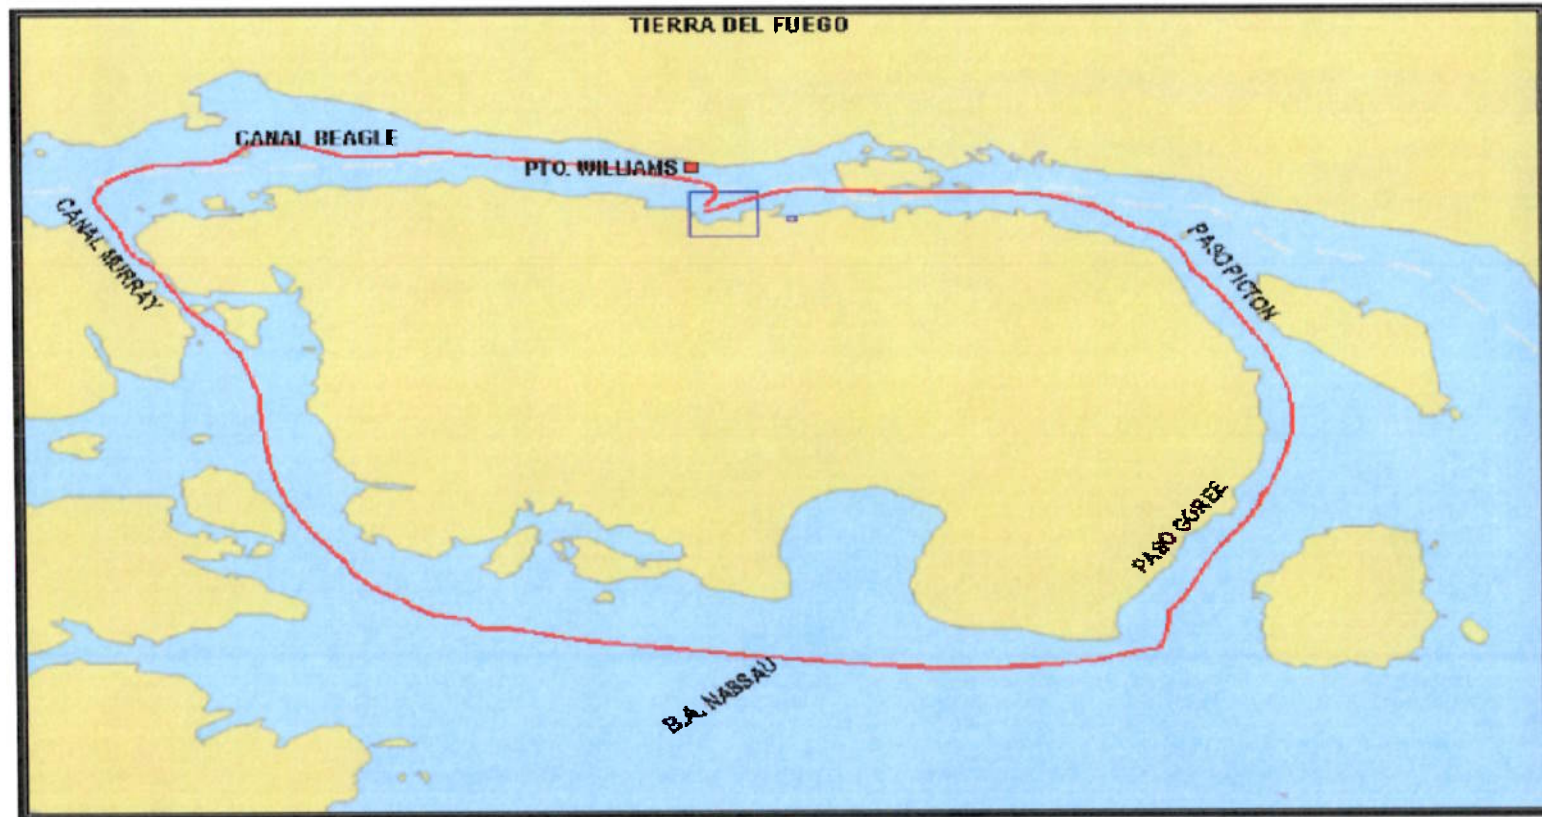 TIERRA DEL FUEGO
CANAL BEAGLE
PTO. WILLIAMS
CANAL MURRAY
PASO PICTON
PASO GOREE
B.A. NASSAU